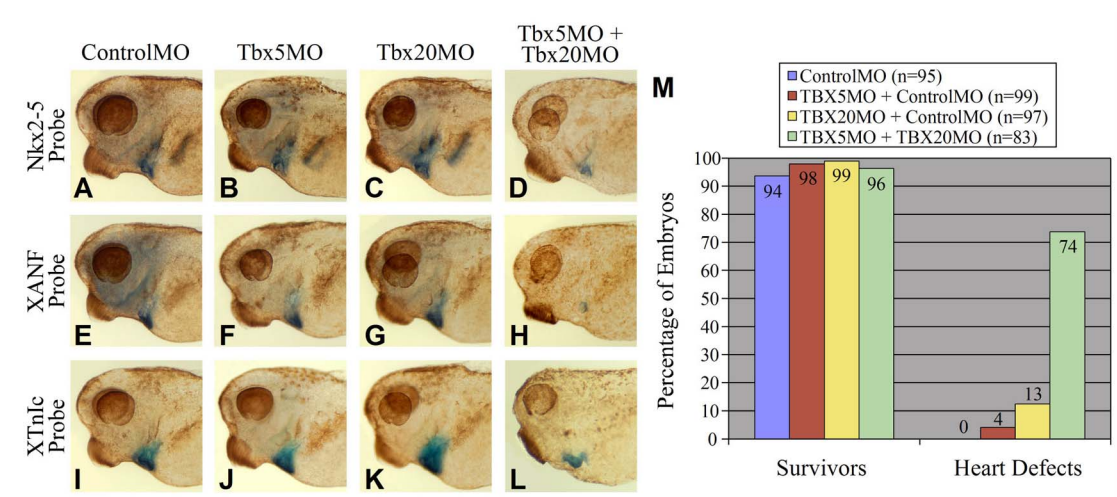 ControlMO
Tbx5MO
Tbx20MO
Tbx5MO +
Tbx20MO
Nkx2-5
Probe
A
B
C
D
XANF
Probe
E
F
G
H
XTnIc
Probe
I
J
K
L
M
ControlMO (n=95)
TBX5MO + ControlMO (n=99)
TBX20MO + ControlMO (n=97)
TBX5MO + TBX20MO (n=83)
Percentage of Embryos
100
90
80
70
60
50
40
30
20
10
0
94
98
99
96
0
4
13
74
Survivors
Heart Defects